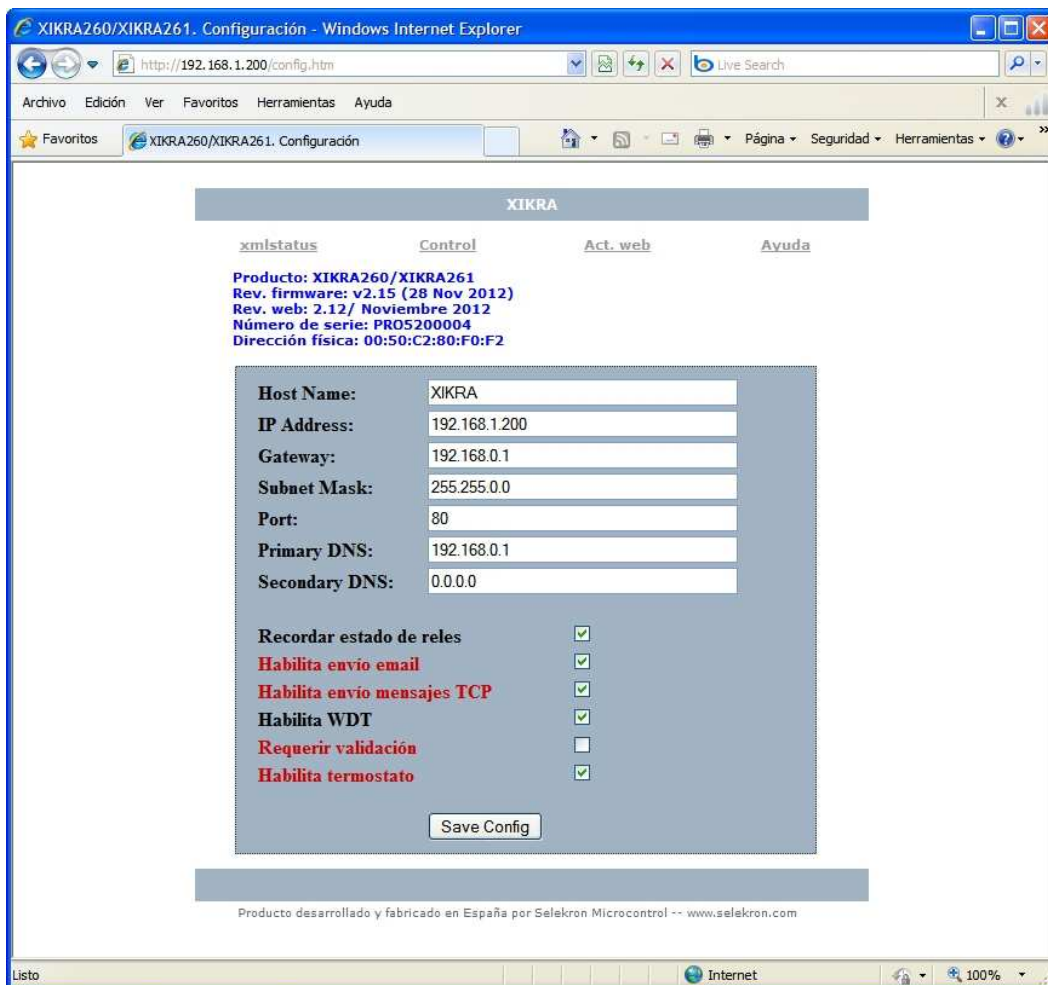 XIKRA260/XIKRA261. Configuración - Windows Internet Explorer
http://192.168.1.200/config.htm
Live Search
Archivo Edición Ver Favoritos Herramientas Ayuda
Favoritos XIKRA260/XIKRA261. Configuración Página Seguridad Herramientas
XIKRA
xmlstatus Control Act. web Ayuda
Producto: XIKRA260/XIKRA261
Rev. firmware: v2.15 (28 Nov 2012)
Rev. web: 2.12/ Noviembre 2012
Número de serie: PRO5200004
Dirección física: 00:50:C2:80:F0:F2
Host Name: XIKRA
IP Address: 192.168.1.200
Gateway: 192.168.0.1
Subnet Mask: 255.255.0.0
Port: 80
Primary DNS: 192.168.0.1
Secondary DNS: 0.0.0.0
Recordar estado de reles
Habilita envío email
Habilita envío mensajes TCP
Habilita WDT
Requerir validación
Habilita termostato
Save Config
Producto desarrollado y fabricado en España por Selekron Microcontrol -- www.selekron.com
Listo Internet 100%